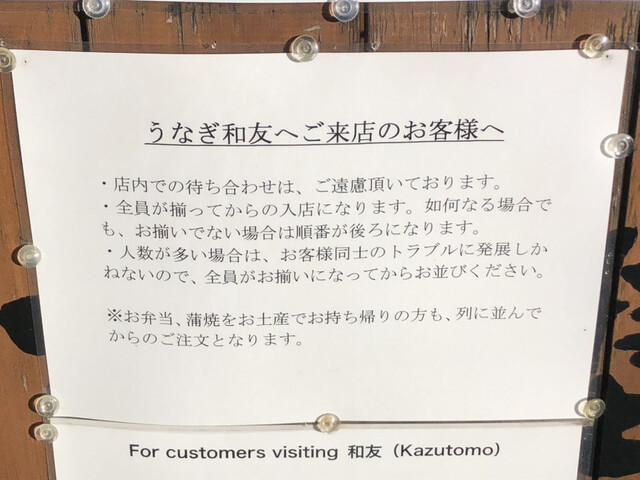 うなぎ和友へご来店のお客様へ
・店内での待ち合わせは、ご遠慮頂いております。
・全員が揃ってからの入店になります。如何なる場合で
も、お揃いでない場合は順番が後ろになります。
・人数が多い場合は、お客様同士のトラブルに発展しか
ねないので、全員がお揃いになってからお並びください。
※お弁当、蒲焼をお土産でお持ち帰りの方も、列に並んで
からのご注文となります。
For customers visiting 和友（Kazutomo）